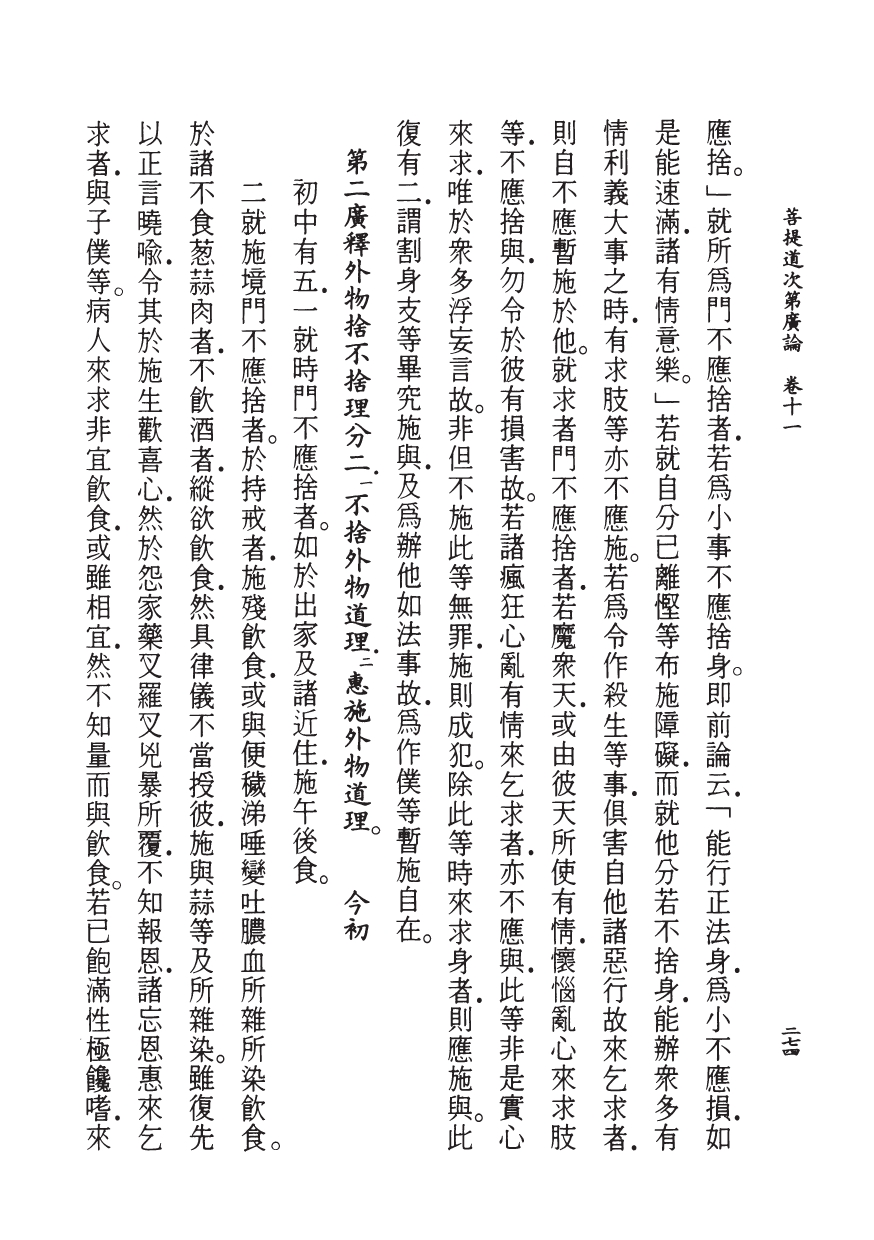 菩提道次第廣論　卷十一
二七四
應捨。」就所爲門不應捨者．若爲小事不應捨身。即前論云．「能行正法身．爲小不應損．如
是能速滿．諸有情意樂。」若就自分已離慳等布施障礙．而就他分若不捨身．能辦衆多有
情利義大事之時．有求肢等亦不應施。若爲令作殺生等事．俱害自他諸惡行故來乞求者．
則自不應暫施於他。就求者門不應捨者．若魔衆天．或由彼天所使有情．懷惱亂心來求肢
等．不應捨與．勿令於彼有損害故。若諸瘋狂心亂有情來乞求者．亦不應與．此等非是實心
來求．唯於衆多浮妄言故。非但不施此等無罪．施則成犯。除此等時來求身者．則應施與。此
復有二．謂割身支等畢究施與．及爲辦他如法事故．爲作僕等暫施自在。
第二廣釋外物捨不捨理分二．一不捨外物道理．二惠施外物道理。　今初
初中有五．一就時門不應捨者。如於出家及諸近住．施午後食。
二就施境門不應捨者。於持戒者．施殘飲食．或與便穢涕唾變吐膿血所雜所染飲食。
於諸不食葱蒜肉者．不飲酒者．縱欲飲食．然具律儀不當授彼．施與蒜等及所雜染。雖復先
以正言曉喻．令其於施生歡喜心．然於怨家藥叉羅叉兇暴所覆．不知報恩．諸忘恩惠來乞
求者．與子僕等。病人來求非宜飲食．或雖相宜．然不知量而與飲食。若已飽滿性極饞嗜．來